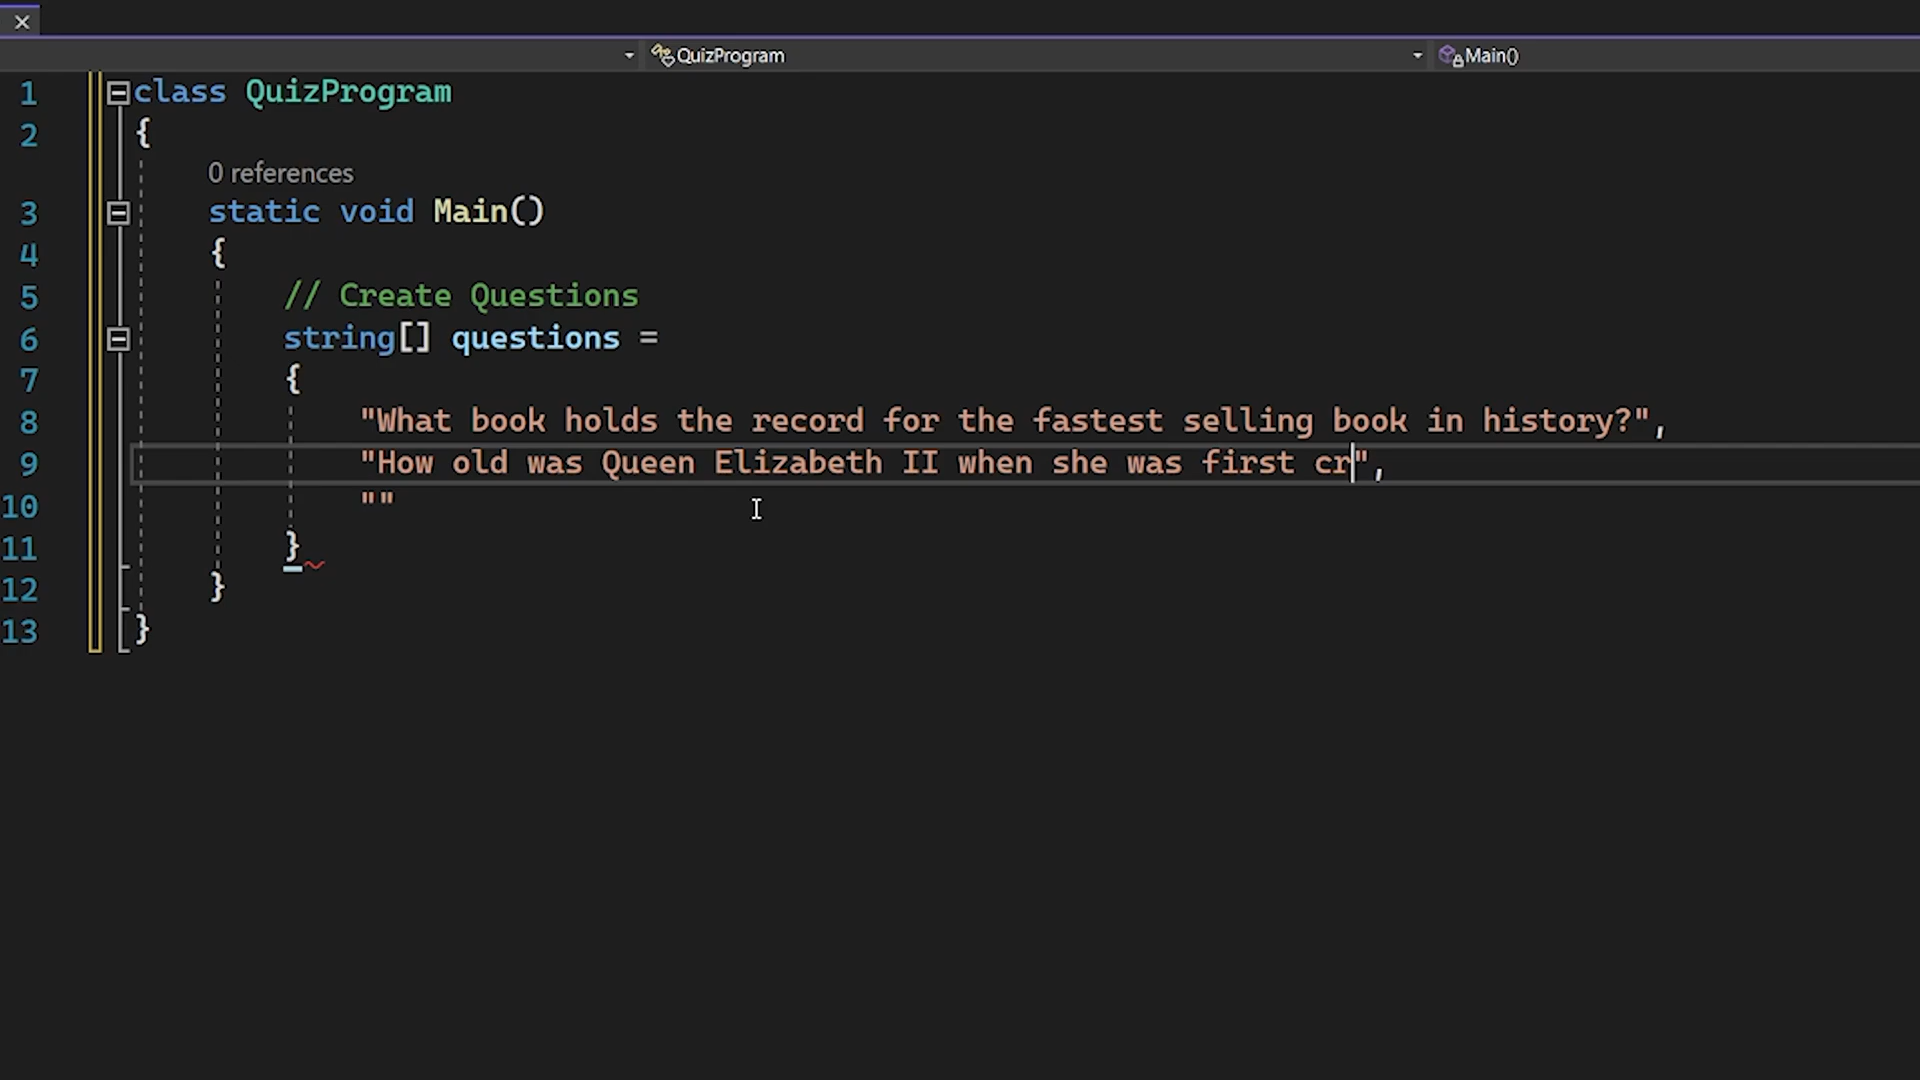 QuizProgram Main()
1 class QuizProgram
2 {
0 references
3 static void Main()
4 {
5 // Create Questions
6 string[] questions =
7 {
8 "What book holds the record for the fastest selling book in history?",
9 "How old was Queen Elizabeth II when she was first cr",
10 ""
11 }
12 }
13 }